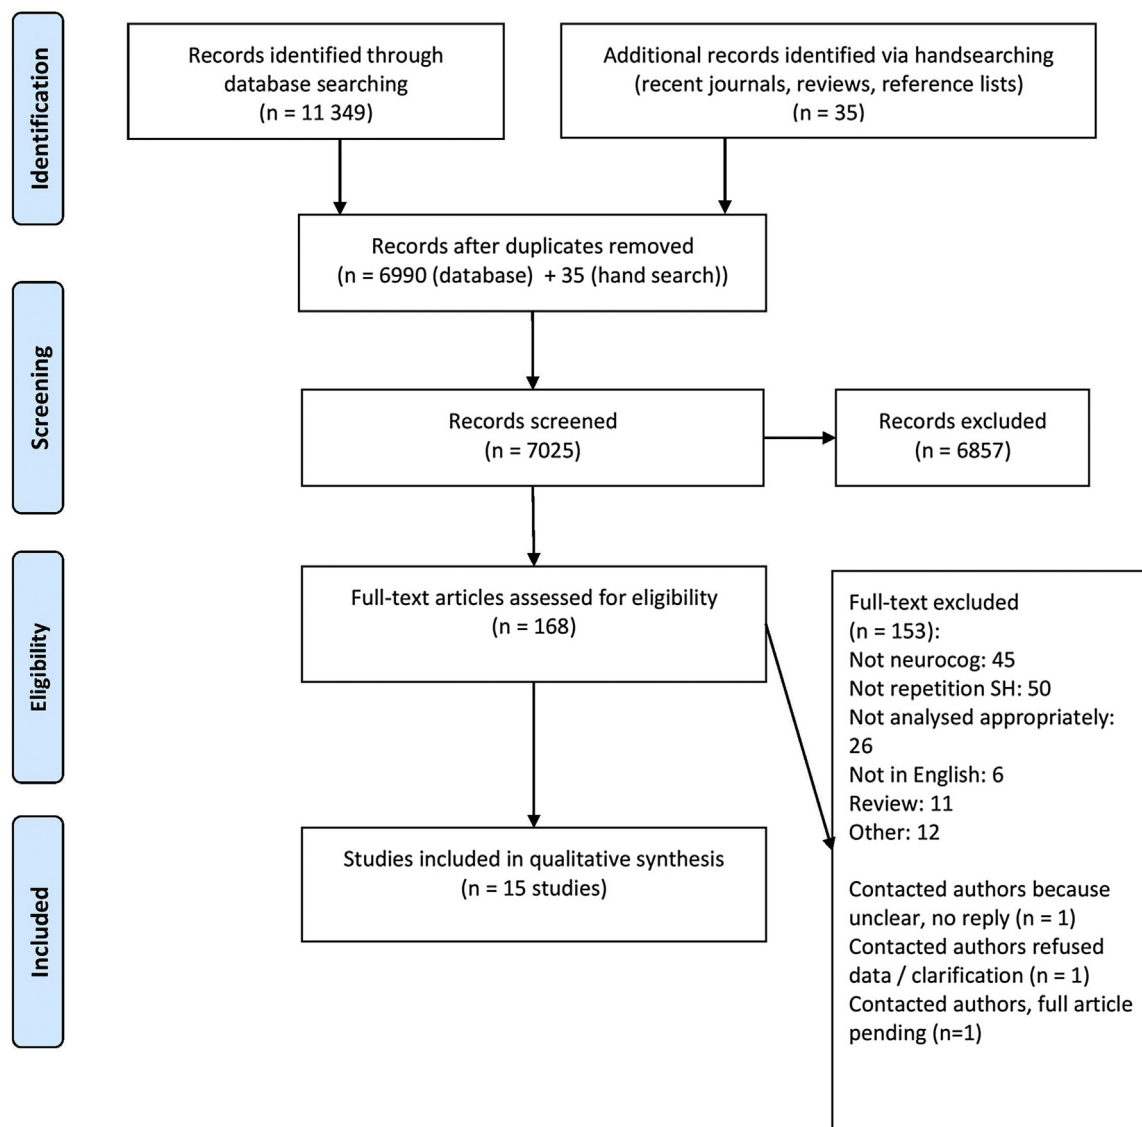 Identification
Records identified through
database searching
(n = 11 349)
Additional records identified via handsearching
(recent journals, reviews, reference lists)
(n = 35)
Records after duplicates removed
(n = 6990 (database)  + 35 (hand search))
Screening
Records screened
(n = 7025)
Records excluded
(n = 6857)
Eligibility
Full-text articles assessed for eligibility
(n = 168)
Full-text excluded
(n = 153):
Not neurocog: 45
Not repetition SH: 50
Not analysed appropriately:
26
Not in English: 6
Review: 11
Other: 12
Contacted authors because
unclear, no reply (n = 1)
Contacted authors refused
data / clarification (n = 1)
Contacted authors, full article
pending (n=1)
Included
Studies included in qualitative synthesis
(n = 15 studies)